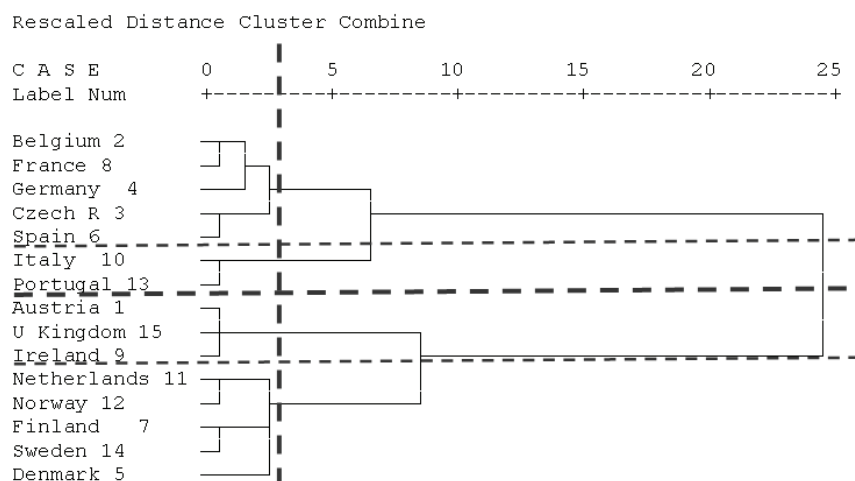 Rescaled Distance Cluster Combine
C A S E 0 5 10 15 20 25
Label Num +---------+---------+---------+---------+---------+
Belgium 2
France 8
Germany 4
Czech R 3
Spain 6
Italy 10
Portugal 13
Austria 1
U Kingdom 15
Ireland 9
Netherlands 11
Norway 12
Finland 7
Sweden 14
Denmark 5